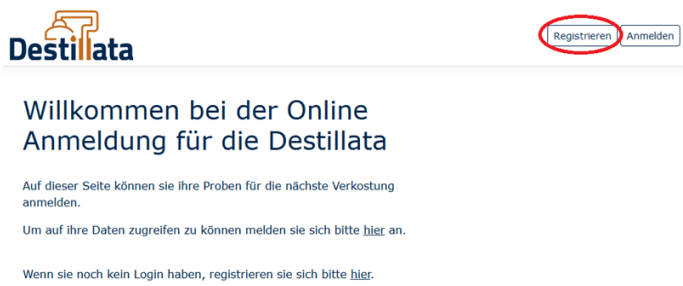 Destillata
Registrieren
Anmelden
Willkommen bei der Online
Anmeldung für die Destillata
Auf dieser Seite können sie ihre Proben für die nächste Verkostung
anmelden.
Um auf ihre Daten zugreifen zu können melden sie sich bitte hier an.
Wenn sie noch kein Login haben, registrieren sie sich bitte hier.